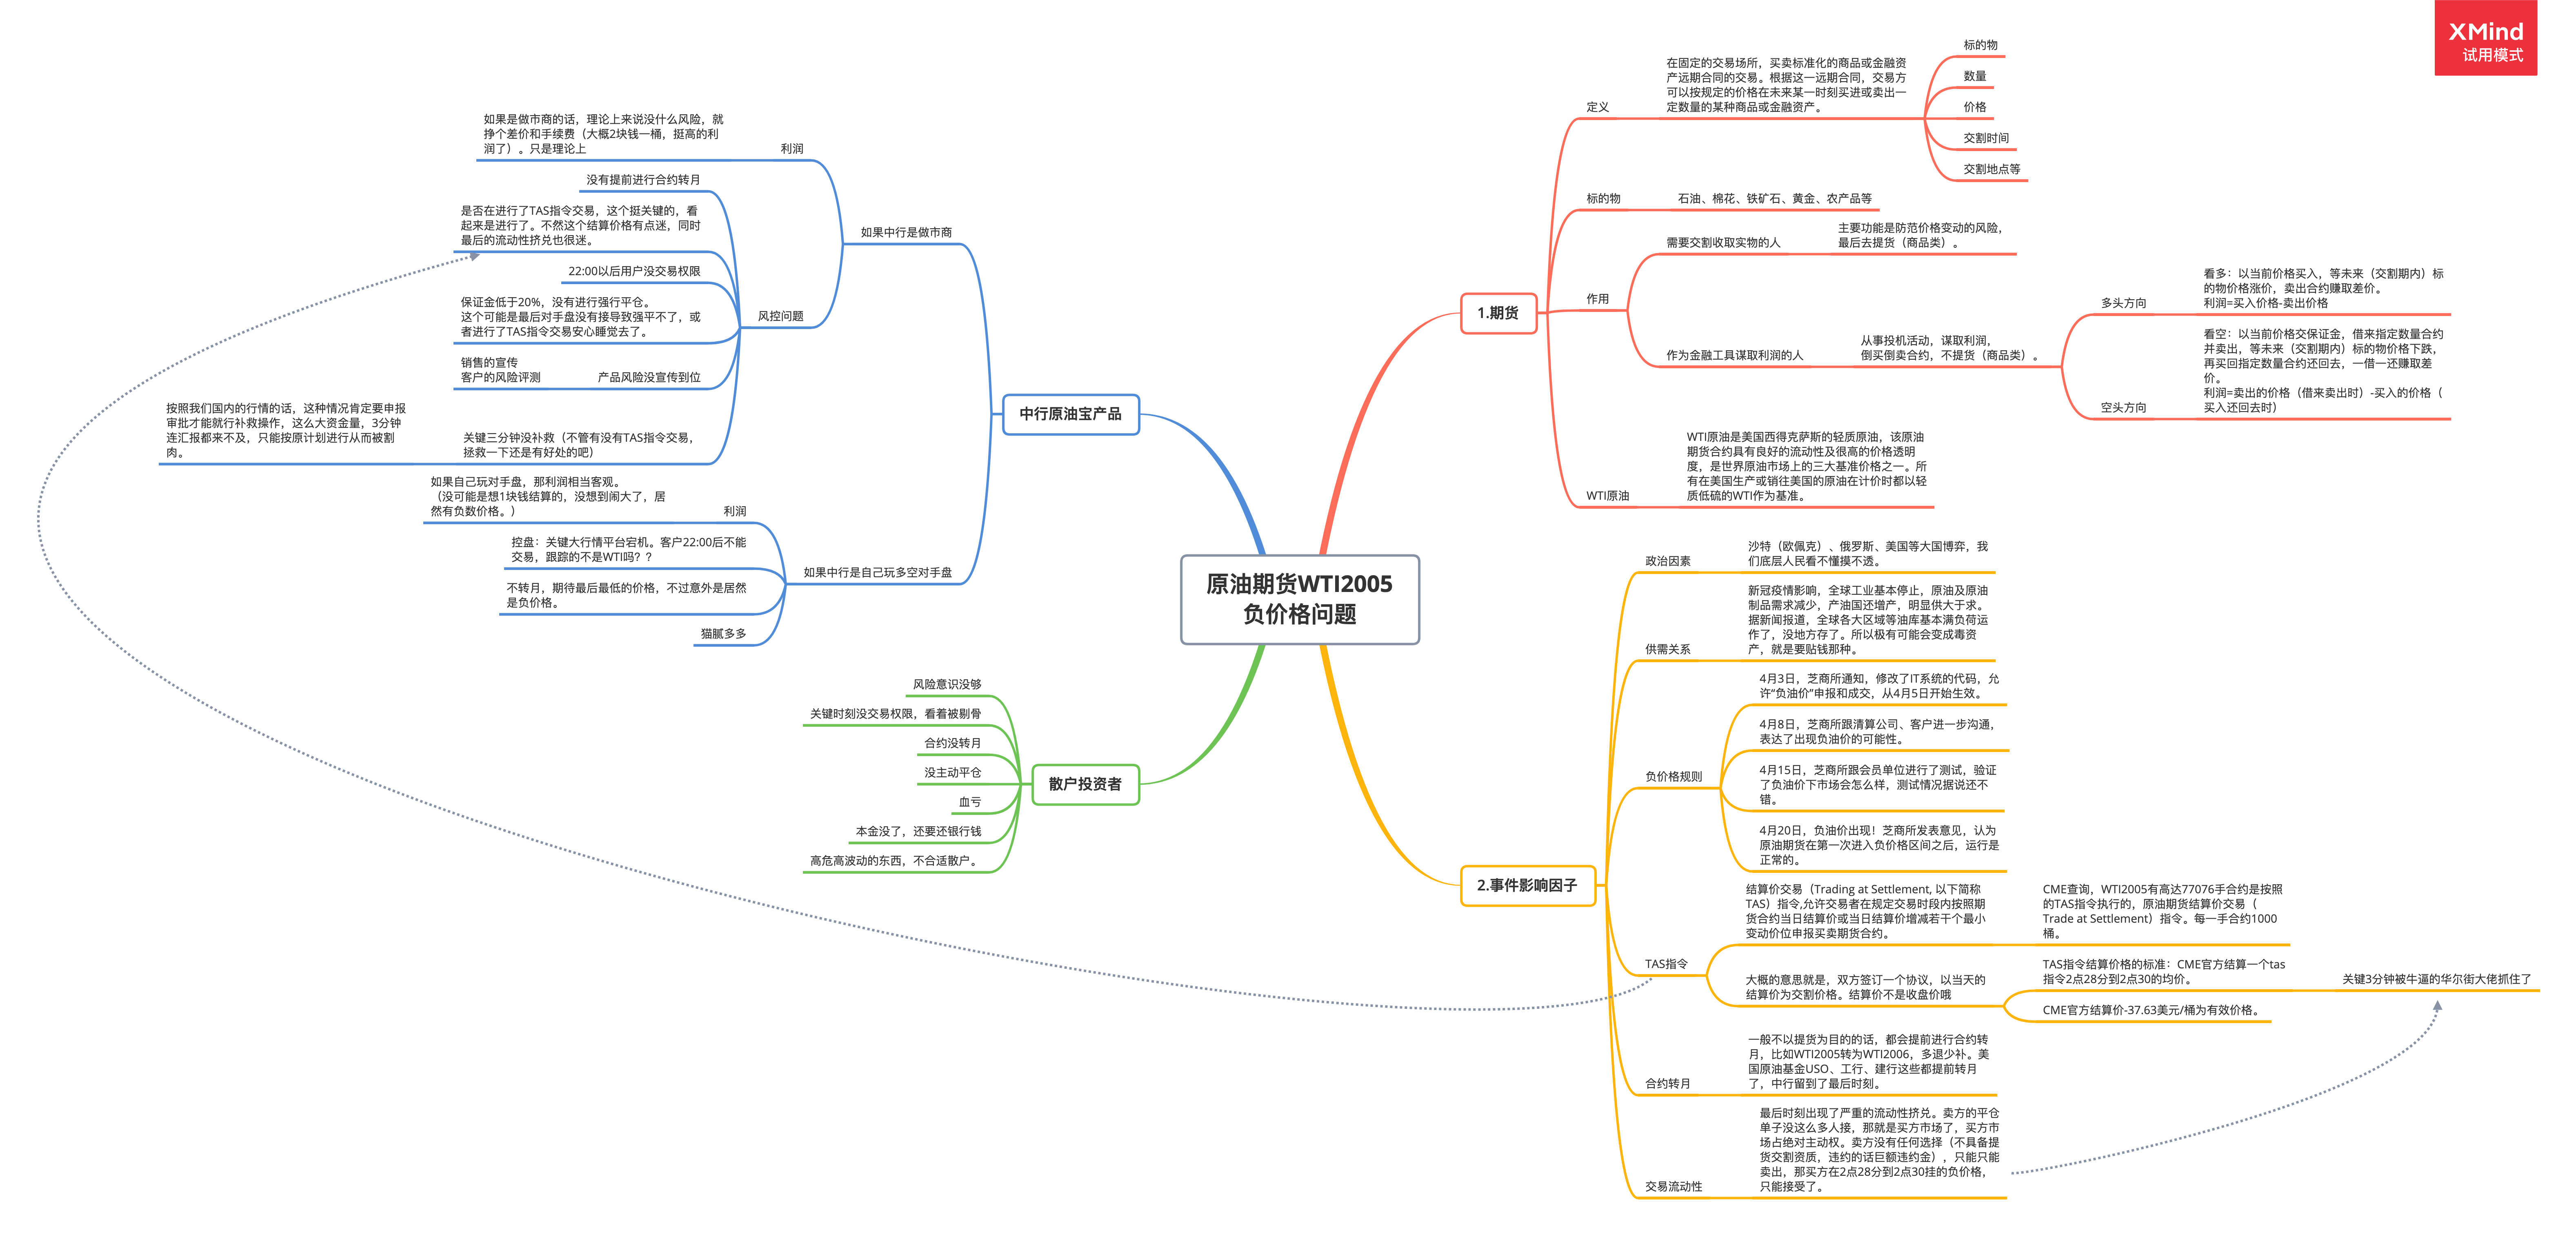 XMind
试用模式
原油期货WTI2005
负价格问题
1.期货
定义
在固定的交易场所，买卖标准化的商品或金融资
产远期合同的交易。根据这一远期合同，交易方
可以按规定的价格在未来某一时刻买进或卖出一
定数量的某种商品或金融资产。
标的物
数量
价格
交割时间
交割地点等
标的物
石油、棉花、铁矿石、黄金、农产品等
作用
需要交割收取实物的人
主要功能是防范价格变动的风险，
最后去提货（商品类）。
作为金融工具谋取利润的人
从事投机活动，谋取利润，
倒买倒卖合约，不提货（商品类）。
多头方向
看多：以当前价格买入，等未来（交割期内）标
的物价格涨价，卖出合约赚取差价。
利润=买入价格-卖出价格
空头方向
看空：以当前价格交保证金，借来指定数量合约
并卖出，等未来（交割期内）标的物价格下跌，
再买回指定数量合约还回去，一借一还赚取差
价。
利润=卖出的价格（借来卖出时）-买入的价格（
买入还回去时）
WTI原油
WTI原油是美国西得克萨斯的轻质原油，该原油
期货合约具有良好的流动性及很高的价格透明
度，是世界原油市场上的三大基准价格之一。所
有在美国生产或销往美国的原油在计价时都以轻
质低硫的WTI作为基准。
2.事件影响因子
政治因素
沙特（欧佩克）、俄罗斯、美国等大国博弈，我
们底层人民看不懂摸不透。
供需关系
新冠疫情影响，全球工业基本停止，原油及原油
制品需求减少，产油国还增产，明显供大于求。
据新闻报道，全球各大区域等油库基本满负荷运
作了，没地方存了。所以极有可能会变成毒资
产，就是要贴钱那种。
负价格规则
4月3日，芝商所通知，修改了IT系统的代码，允
许“负油价”申报和成交，从4月5日开始生效。
4月8日，芝商所跟清算公司、客户进一步沟通，
表达了出现负油价的可能性。
4月15日，芝商所跟会员单位进行了测试，验证
了负油价下市场会怎么样，测试情况据说还不
错。
4月20日，负油价出现！芝商所发表意见，认为
原油期货在第一次进入负价格区间之后，运行是
正常的。
TAS指令
结算价交易（Trading at Settlement, 以下简称
TAS）指令,允许交易者在规定交易时段内按照期
货合约当日结算价或当日结算价增减若干个最小
变动价位申报买卖期货合约。
CME查询，WTI2005有高达77076手合约是按照
的TAS指令执行的，原油期货结算价交易（
Trade at Settlement）指令。每一手合约1000
桶。
大概的意思就是，双方签订一个协议，以当天的
结算价为交割价格。结算价不是收盘价哦
TAS指令结算价格的标准：CME官方结算一个tas
指令2点28分到2点30的均价。
关键3分钟被牛逼的华尔街大佬抓住了
CME官方结算价-37.63美元/桶为有效价格。
合约转月
一般不以提货为目的的话，都会提前进行合约转
月，比如WTI2005转为WTI2006，多退少补。美
国原油基金USO、工行、建行这些都提前转月
了，中行留到了最后时刻。
交易流动性
最后时刻出现了严重的流动性挤兑。卖方的平仓
单子没这么多人接，那就是买方市场了，买方市
场占绝对主动权。卖方没有任何选择（不具备提
货交割资质，违约的话巨额违约金），只能只能
卖出，那买方在2点28分到2点30挂的负价格，
只能接受了。
中行原油宝产品
如果中行是做市商
利润
如果是做市商的话，理论上来说没什么风险，就
挣个差价和手续费（大概2块钱一桶，挺高的利
润了）。只是理论上
风控问题
没有提前进行合约转月
是否在进行了TAS指令交易，这个挺关键的，看
起来是进行了。不然这个结算价格有点迷，同时
最后的流动性挤兑也很迷。
22:00以后用户没交易权限
保证金低于20%，没有进行强行平仓。
这个可能是最后对手盘没有接导致强平不了，或
者进行了TAS指令交易安心睡觉去了。
产品风险没宣传到位
销售的宣传
客户的风险评测
关键三分钟没补救（不管有没有TAS指令交易，
拯救一下还是有好处的吧）
按照我们国内的行情的话，这种情况肯定要申报
审批才能就行补救操作，这么大资金量，3分钟
连汇报都来不及，只能按原计划进行从而被割
肉。
如果中行是自己玩多空对手盘
利润
如果自己玩对手盘，那利润相当客观。
（没可能是想1块钱结算的，没想到闹大了，居
然有负数价格。）
控盘：关键大行情平台宕机。客户22:00后不能
交易，跟踪的不是WTI吗？？
不转月，期待最后最低的价格，不过意外是居然
是负价格。
猫腻多多
散户投资者
风险意识没够
关键时刻没交易权限，看着被剔骨
合约没转月
没主动平仓
血亏
本金没了，还要还银行钱
高危高波动的东西，不合适散户。